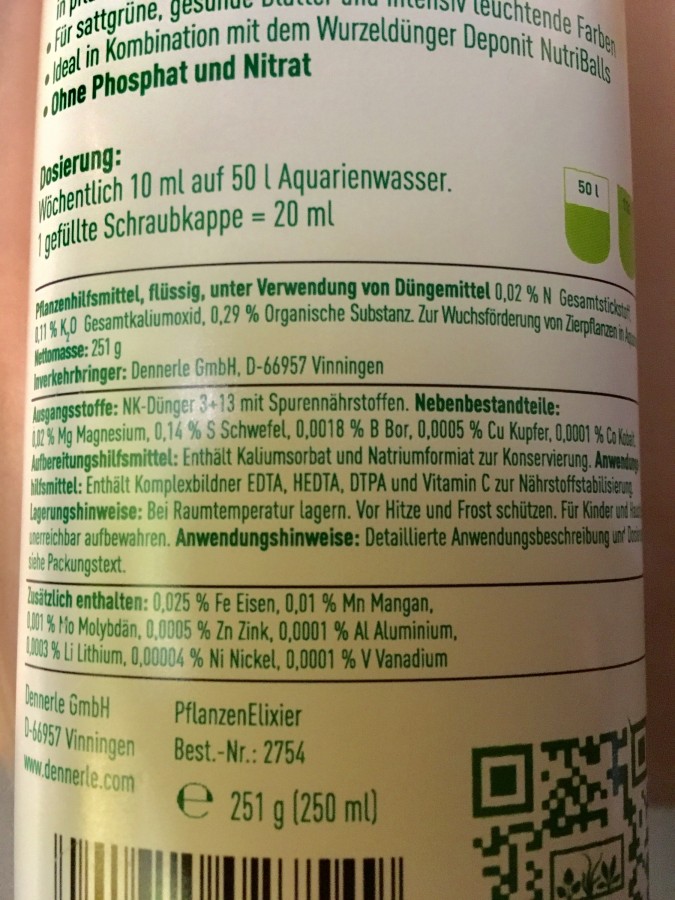 • Für sattgrüne, gesunde Blätter und intensiv leuchtende Farben
• Ideal in Kombination mit dem Wurzeldünger Deponit NutriBalls
• Ohne Phosphat und Nitrat
Dosierung:
Wöchentlich 10 ml auf 50 l Aquarienwasser.
1 gefüllte Schraubkappe = 20 ml
50 l
Pflanzenhilfsmittel, flüssig, unter Verwendung von Düngemittel 0,02 % N Gesamtstickstoff,
0,11 % K₂O Gesamtkaliumoxid, 0,29 % Organische Substanz. Zur Wuchsförderung von Zierpflanzen in
Nettomasse: 251 g
Inverkehrbringer: Dennerle GmbH, D-66957 Vinningen
Ausgangsstoffe: NK-Dünger 3+13 mit Spurennährstoffen. Nebenbestandteile:
0,02 % Mg Magnesium, 0,14 % S Schwefel, 0,0018 % B Bor, 0,0005 % Cu Kupfer, 0,0001 % Co Kobalt,
Aufbereitungshilfsmittel: Enthält Kaliumsorbat und Natriumformiat zur Konservierung. Anwendungs
hilfsmittel: Enthält Komplexbildner EDTA, HEDTA, DTPA und Vitamin C zur Nährstoffstabilisierung.
Lagerungshinweise: Bei Raumtemperatur lagern. Vor Hitze und Frost schützen. Für Kinder und
unerreichbar aufbewahren. Anwendungshinweise: Detaillierte Anwendungsbeschreibung und
siehe Packungstext.
Zusätzlich enthalten: 0,025 % Fe Eisen, 0,01 % Mn Mangan,
0,001 % Mo Molybdän, 0,0005 % Zn Zink, 0,0001 % Al Aluminium,
0,0003 % Li Lithium, 0,00004 % Ni Nickel, 0,0001 % V Vanadium
Dennerle GmbH
D-66957 Vinningen
www.dennerle.com
PflanzenElixier
Best.-Nr.: 2754
℮ 251 g (250 ml)